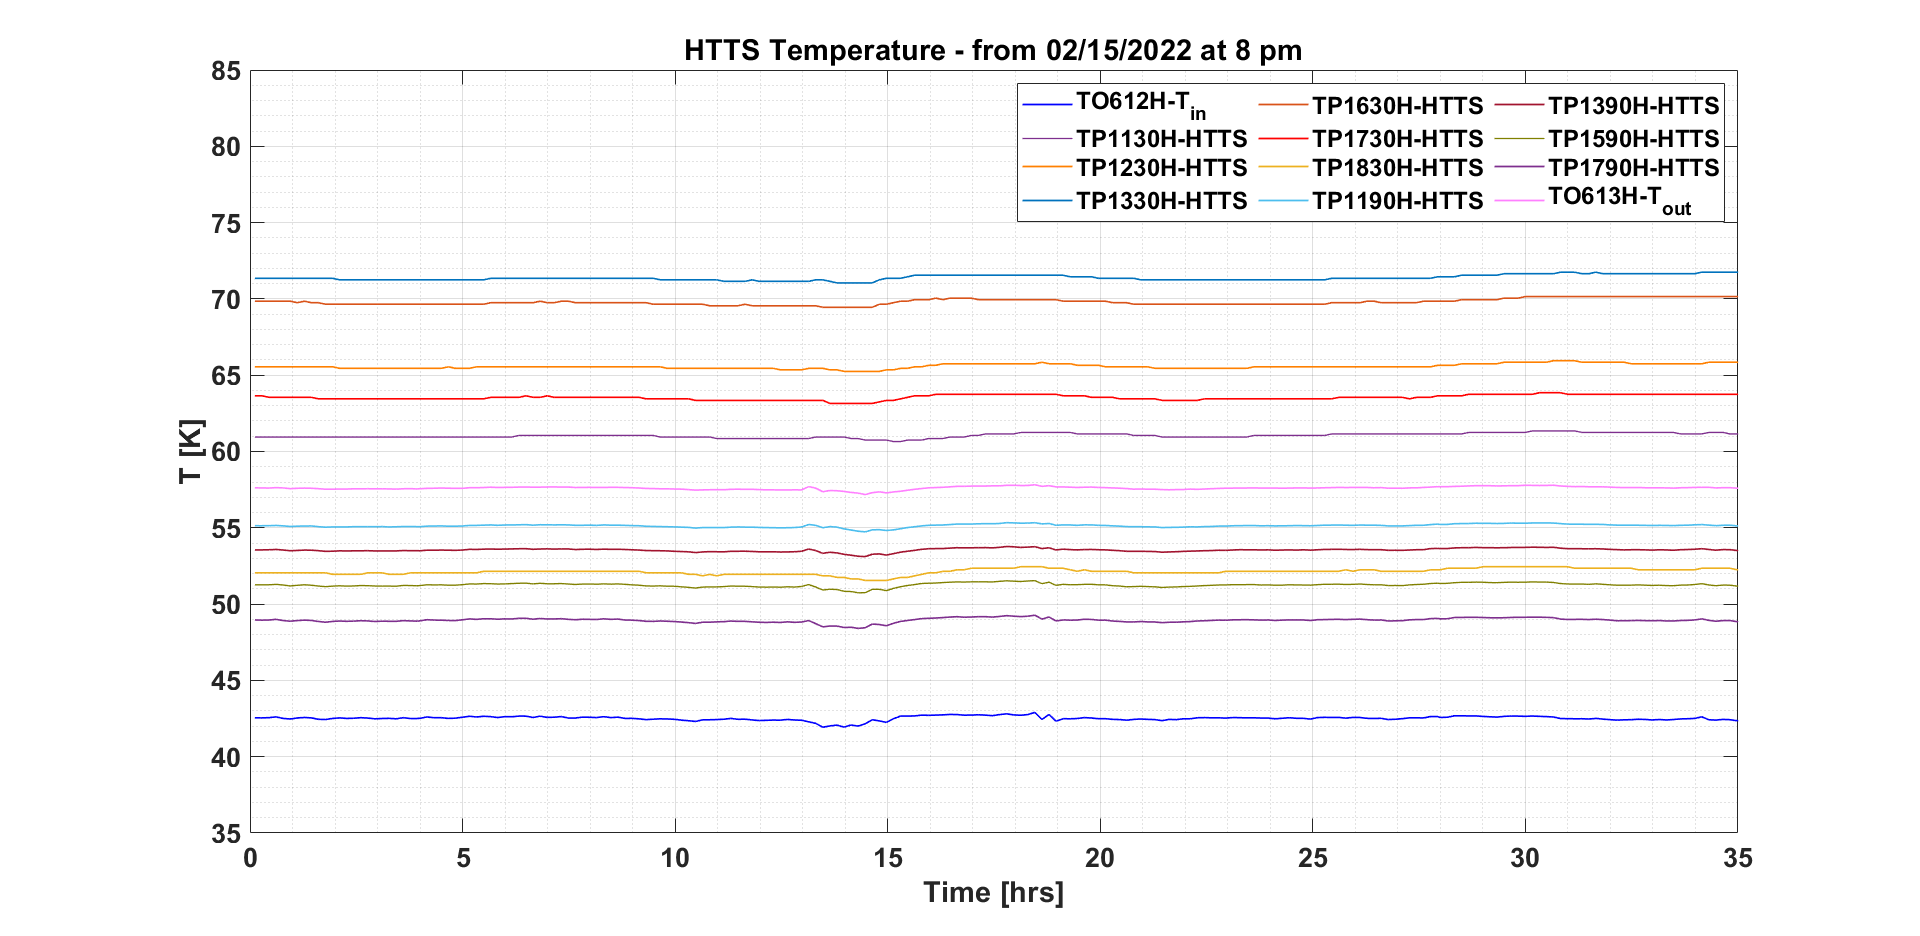 HTTS Temperature - from 02/15/2022 at 8 pm
85
80
75
70
65
60
55
50
45
40
35
T [K]
TO612H-T_in
TP1130H-HTTS
TP1230H-HTTS
TP1330H-HTTS
TP1630H-HTTS
TP1730H-HTTS
TP1830H-HTTS
TP1190H-HTTS
TP1390H-HTTS
TP1590H-HTTS
TP1790H-HTTS
TO613H-T_out
0 5 10 15 20 25 30 35
Time [hrs]